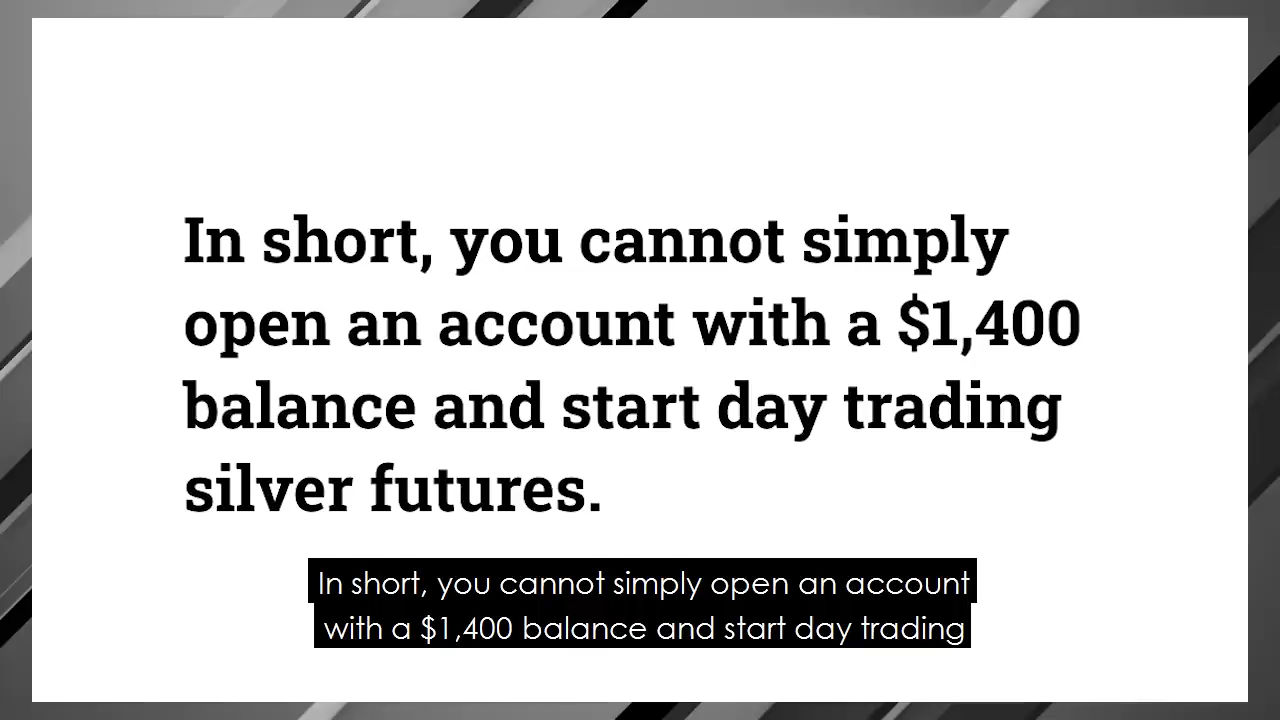 In short, you cannot simply
open an account with a $1,400
balance and start day trading
silver futures.
In short, you cannot simply open an account
with a $1,400 balance and start day trading